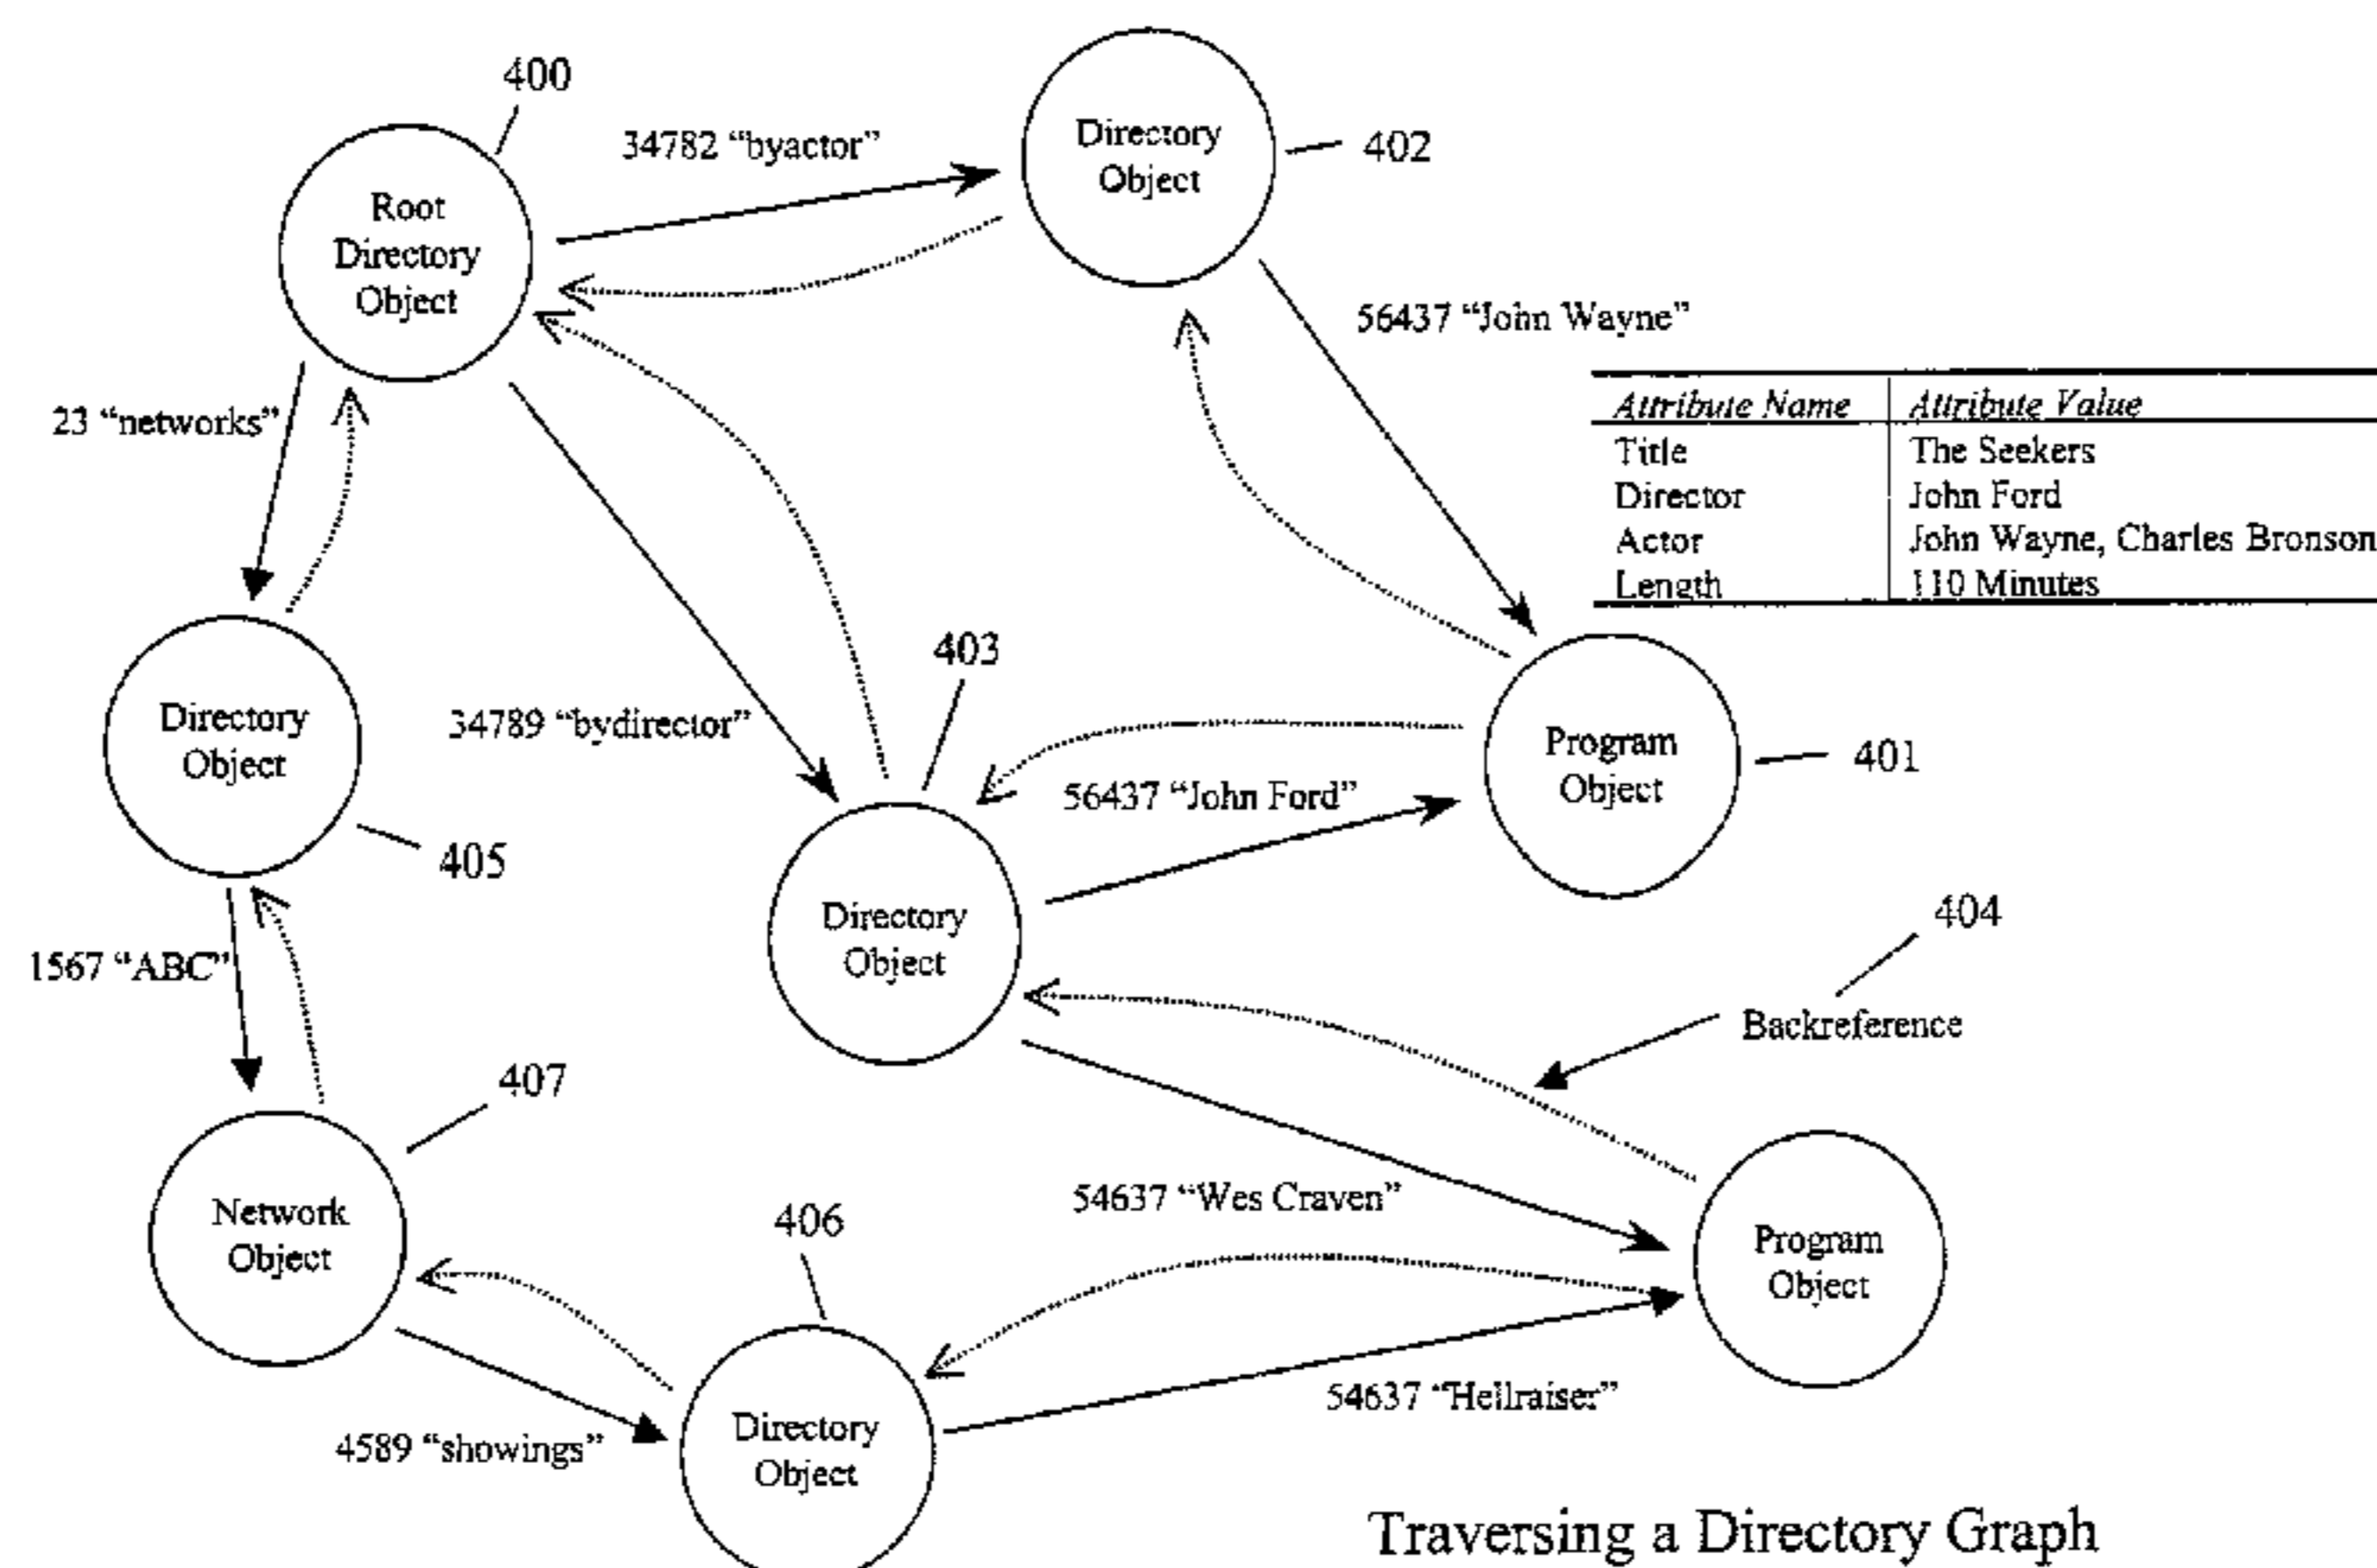 400
34782 “byactor”
Directory
Object
402
Root
Directory
Object
56437 “John Wayne”
Attribute Name Attribute Value
Title The Seekers
Director John Ford
Actor John Wayne, Charles Bronson
Length 110 Minutes
23 “networks”
403
Directory
Object
34789 “bydirector”
Program
Object
401
56437 “John Ford”
405
Directory
Object
404
1567 “ABC”
Backreference
407
Network
Object
54637 “Wes Craven”
406
Program
Object
54637 “Hellraiser”
4589 “showings”
Directory
Object
Traversing a Directory Graph